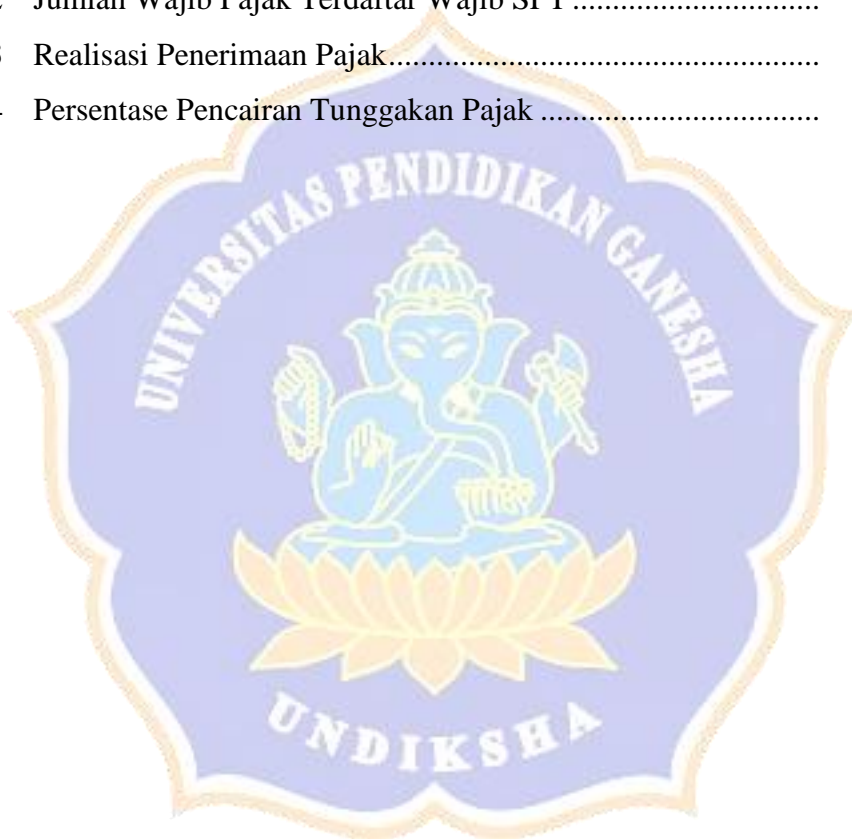 Jumlah Wajib Pajak Terdaftar Wajib SPT ..............................
Realisasi Penerimaan Pajak......................................................
Persentase Pencairan Tunggakan Pajak ...................................
UNIVERSITAS PENDIDIKAN GANESHA
UNDIKSHA